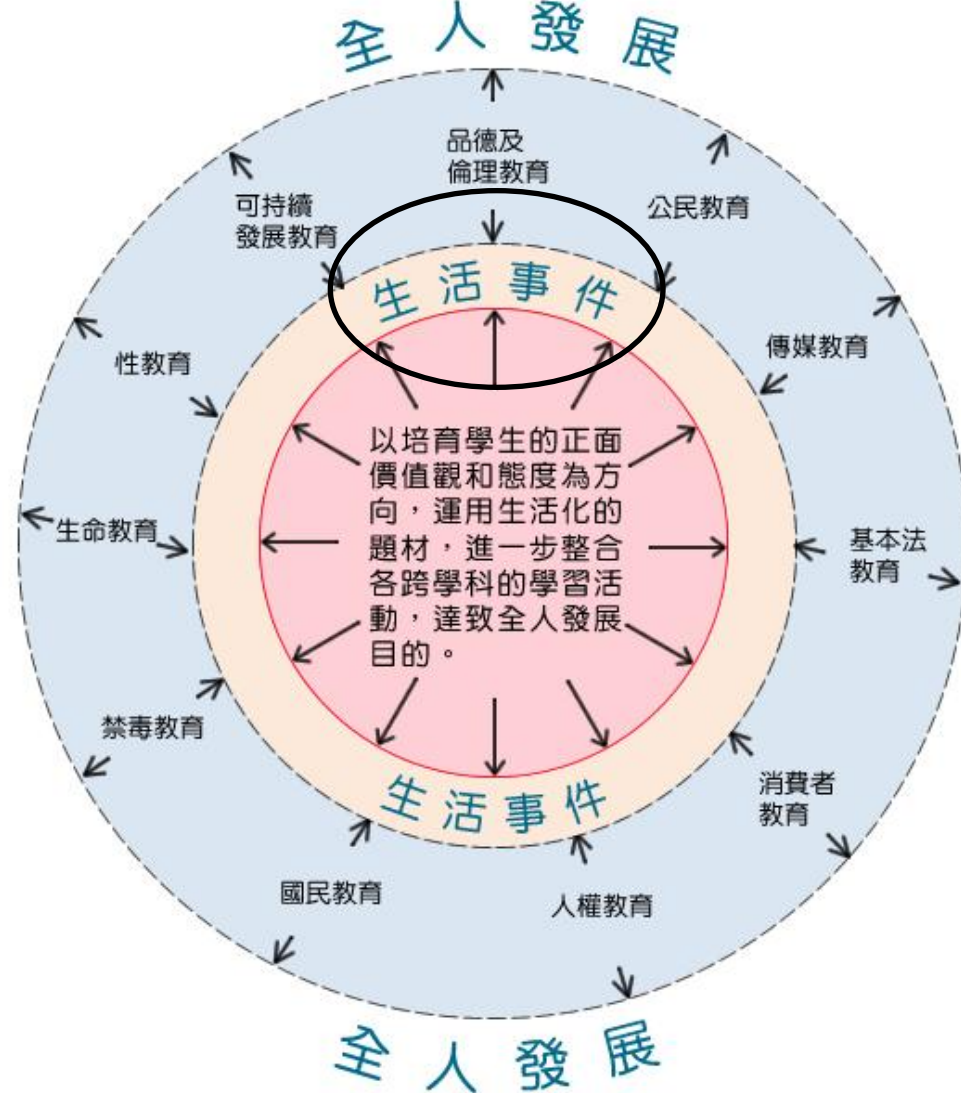 全人發展
品德及
倫理教育
可持續
發展教育
公民教育
生活事件
性教育
傳媒教育
以培育學生的正面
價值觀和態度為方
向，運用生活化的
題材，進一步整合
各跨學科的學習活
動，達致全人發展
目的。
生命教育
基本法
教育
禁毒教育
消費者
教育
生活事件
國民教育
人權教育
全人發展